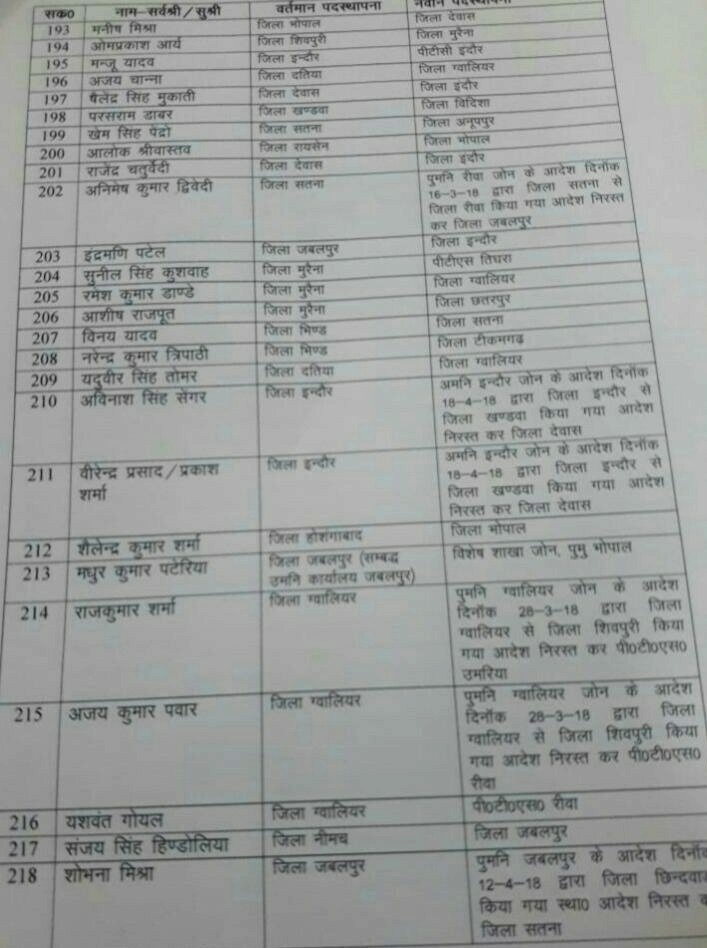 सक0 नाम-सर्वश्री/सुश्री वर्तमान पदस्थापना नवीन पदस्थापना
193 मनीष मिश्रा जिला भोपाल जिला देवास
194 ओमप्रकाश आर्य जिला शिवपुरी जिला मुरैना
195 मन्जू यादव जिला इन्दौर पीटीसी इंदौर
196 अजय चान्ना जिला दतिया जिला ग्वालियर
197 षैलेन्द्र सिंह मुकाती जिला देवास जिला इंदौर
198 परसराम डाबर जिला खण्डवा जिला विदिशा
199 खेम सिंह पेंद्रो जिला सतना जिला अनूपपुर
200 आलोक श्रीवास्तव जिला रायसेन जिला भोपाल
201 राजेंद्र चतुर्वेदी जिला देवास जिला इंदौर
202 अनिमेष कुमार द्विवेदी जिला सतना पुमनि रीवा जोन के आदेश दिनॉक
16-3-18 द्वारा जिला सतना से
जिला रीवा किया गया आदेश निरस्त
कर जिला जबलपुर
203 इंद्रमणि पटेल जिला जबलपुर जिला इन्दौर
204 सुनील सिंह कुशवाह जिला मुरैना पीटीएस तिघरा
205 रमेश कुमार डाण्डे जिला मुरैना जिला ग्वालियर
206 आशीष राजपूत जिला मुरैना जिला छतरपुर
207 विनय यादव जिला भिण्ड जिला सतना
208 नरेन्द्र कुमार त्रिपाठी जिला भिण्ड जिला टीकमगढ़
209 यदुवीर सिंह तोमर जिला दतिया जिला ग्वालियर
210 अविनाश सिंह सेंगर जिला इन्दौर अमनि इन्दौर जोन के आदेश दिनॉक
18-4-18 द्वारा जिला इन्दौर से
जिला खण्डवा किया गया आदेश
निरस्त कर जिला देवास
211 वीरेन्द्र प्रसाद/प्रकाश जिला इन्दौर अमनि इन्दौर जोन के आदेश दिनॉक
शर्मा 18-4-18 द्वारा जिला इन्दौर से
जिला खण्डवा किया गया आदेश
निरस्त कर जिला देवास
212 शैलेन्द्र कुमार शर्मा जिला होशंगाबाद जिला भोपाल
213 मधुर कुमार पटेरिया जिला जबलपुर (सम्बद्ध विशेष शाखा जोन, पुमु भोपाल
उमनि कार्यालय जबलपुर)
214 राजकुमार शर्मा जिला ग्वालियर पुमनि ग्वालियर जोन के आदेश
दिनॉक 28-3-18 द्वारा जिला
ग्वालियर से जिला शिवपुरी किया
गया आदेश निरस्त कर पी0टी0एस0
उमरिया
215 अजय कुमार पवार जिला ग्वालियर पुमनि ग्वालियर जोन के आदेश
दिनॉक 28-3-18 द्वारा जिला
ग्वालियर से जिला शिवपुरी किया
गया आदेश निरस्त कर पी0टी0एस0
रीवा
216 यशवंत गोयल जिला ग्वालियर पी0टी0एस0 रीवा
217 संजय सिंह हिण्डोलिया जिला नीमच जिला जबलपुर
218 शोभना मिश्रा जिला जबलपुर पुमनि जबलपुर के आदेश दिनॉक
12-4-18 द्वारा जिला छिन्दवा
किया गया स्था0 आदेश निरस्त क
जिला सतना